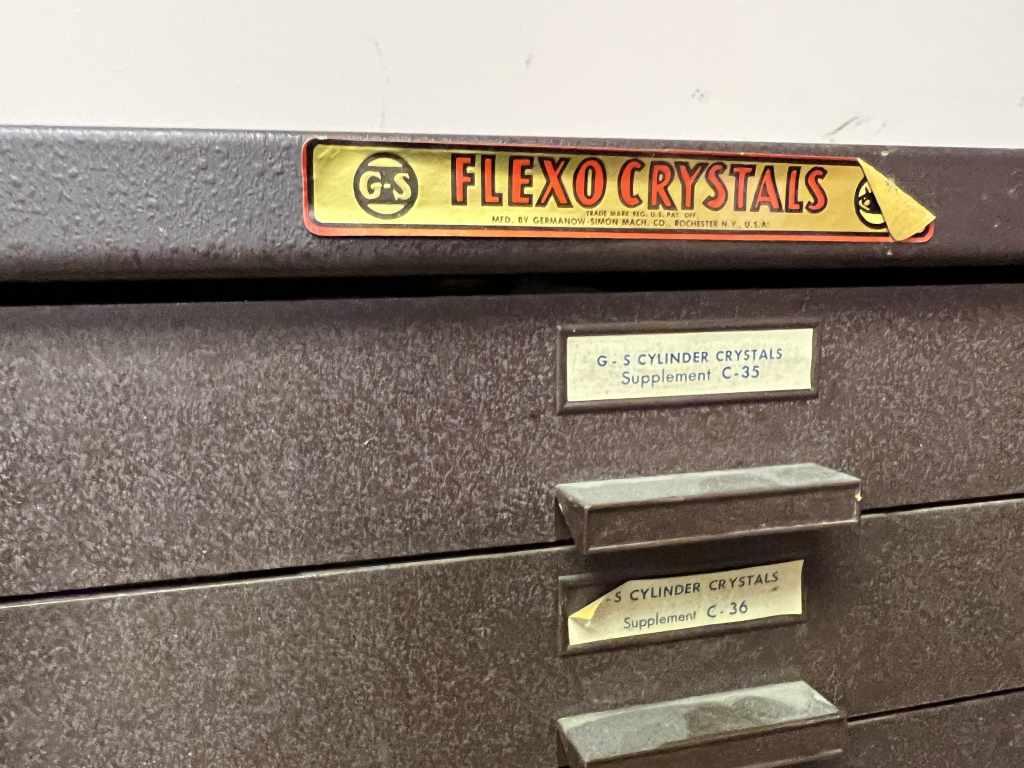 G-S FLEXO CRYSTALS
TRADE MARK REG. U.S. PAT. OFF.
MFD. BY GERMANOW-SIMON MACH. CO., ROCHESTER N.Y., U.S.A.
G-S CYLINDER CRYSTALS
Supplement C-35
-S CYLINDER CRYSTALS
Supplement C-36